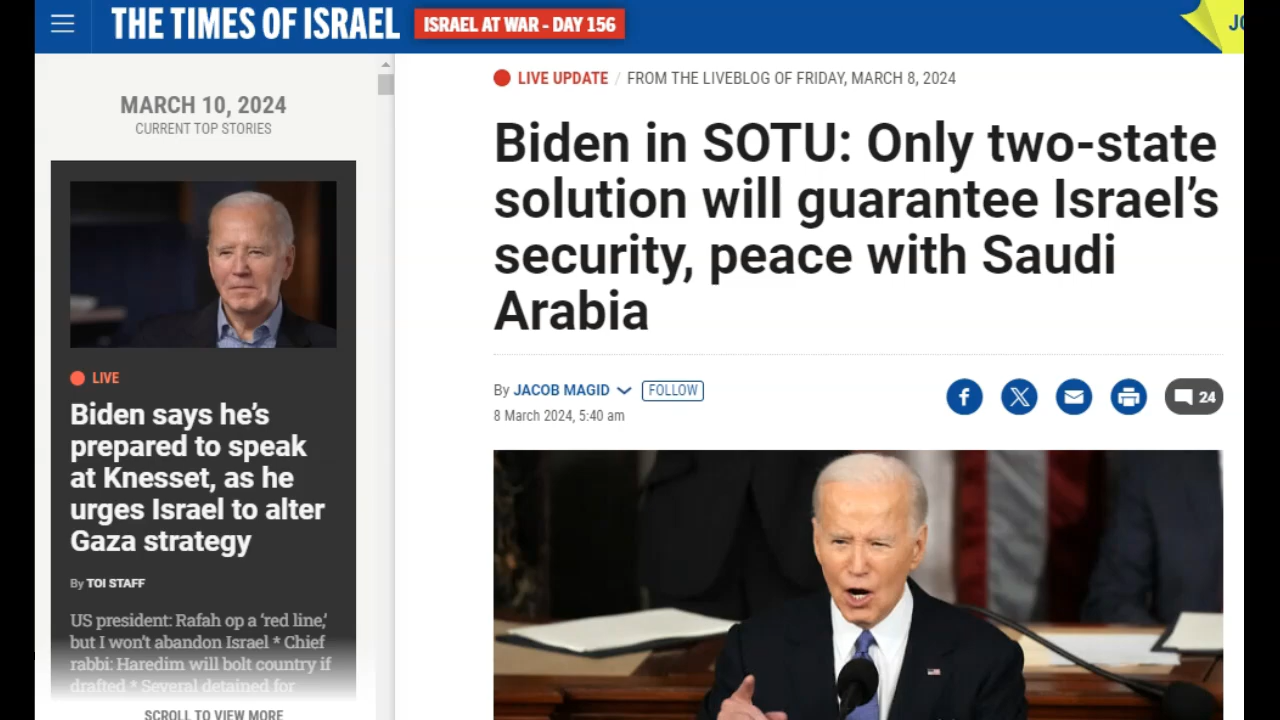 THE TIMES OF ISRAEL
ISRAEL AT WAR - DAY 156
MARCH 10, 2024
CURRENT TOP STORIES
LIVE
Biden says he's
prepared to speak
at Knesset, as he
urges Israel to alter
Gaza strategy
By TOI STAFF
US president: Rafah op a 'red line,'
but I won't abandon Israel * Chief
rabbi: Haredim will bolt country if
drafted * Several detained for
SCROLL TO VIEW MORE
LIVE UPDATE / FROM THE LIVEBLOG OF FRIDAY, MARCH 8, 2024
Biden in SOTU: Only two-state
solution will guarantee Israel's
security, peace with Saudi
Arabia
By JACOB MAGID FOLLOW
8 March 2024, 5:40 am
24